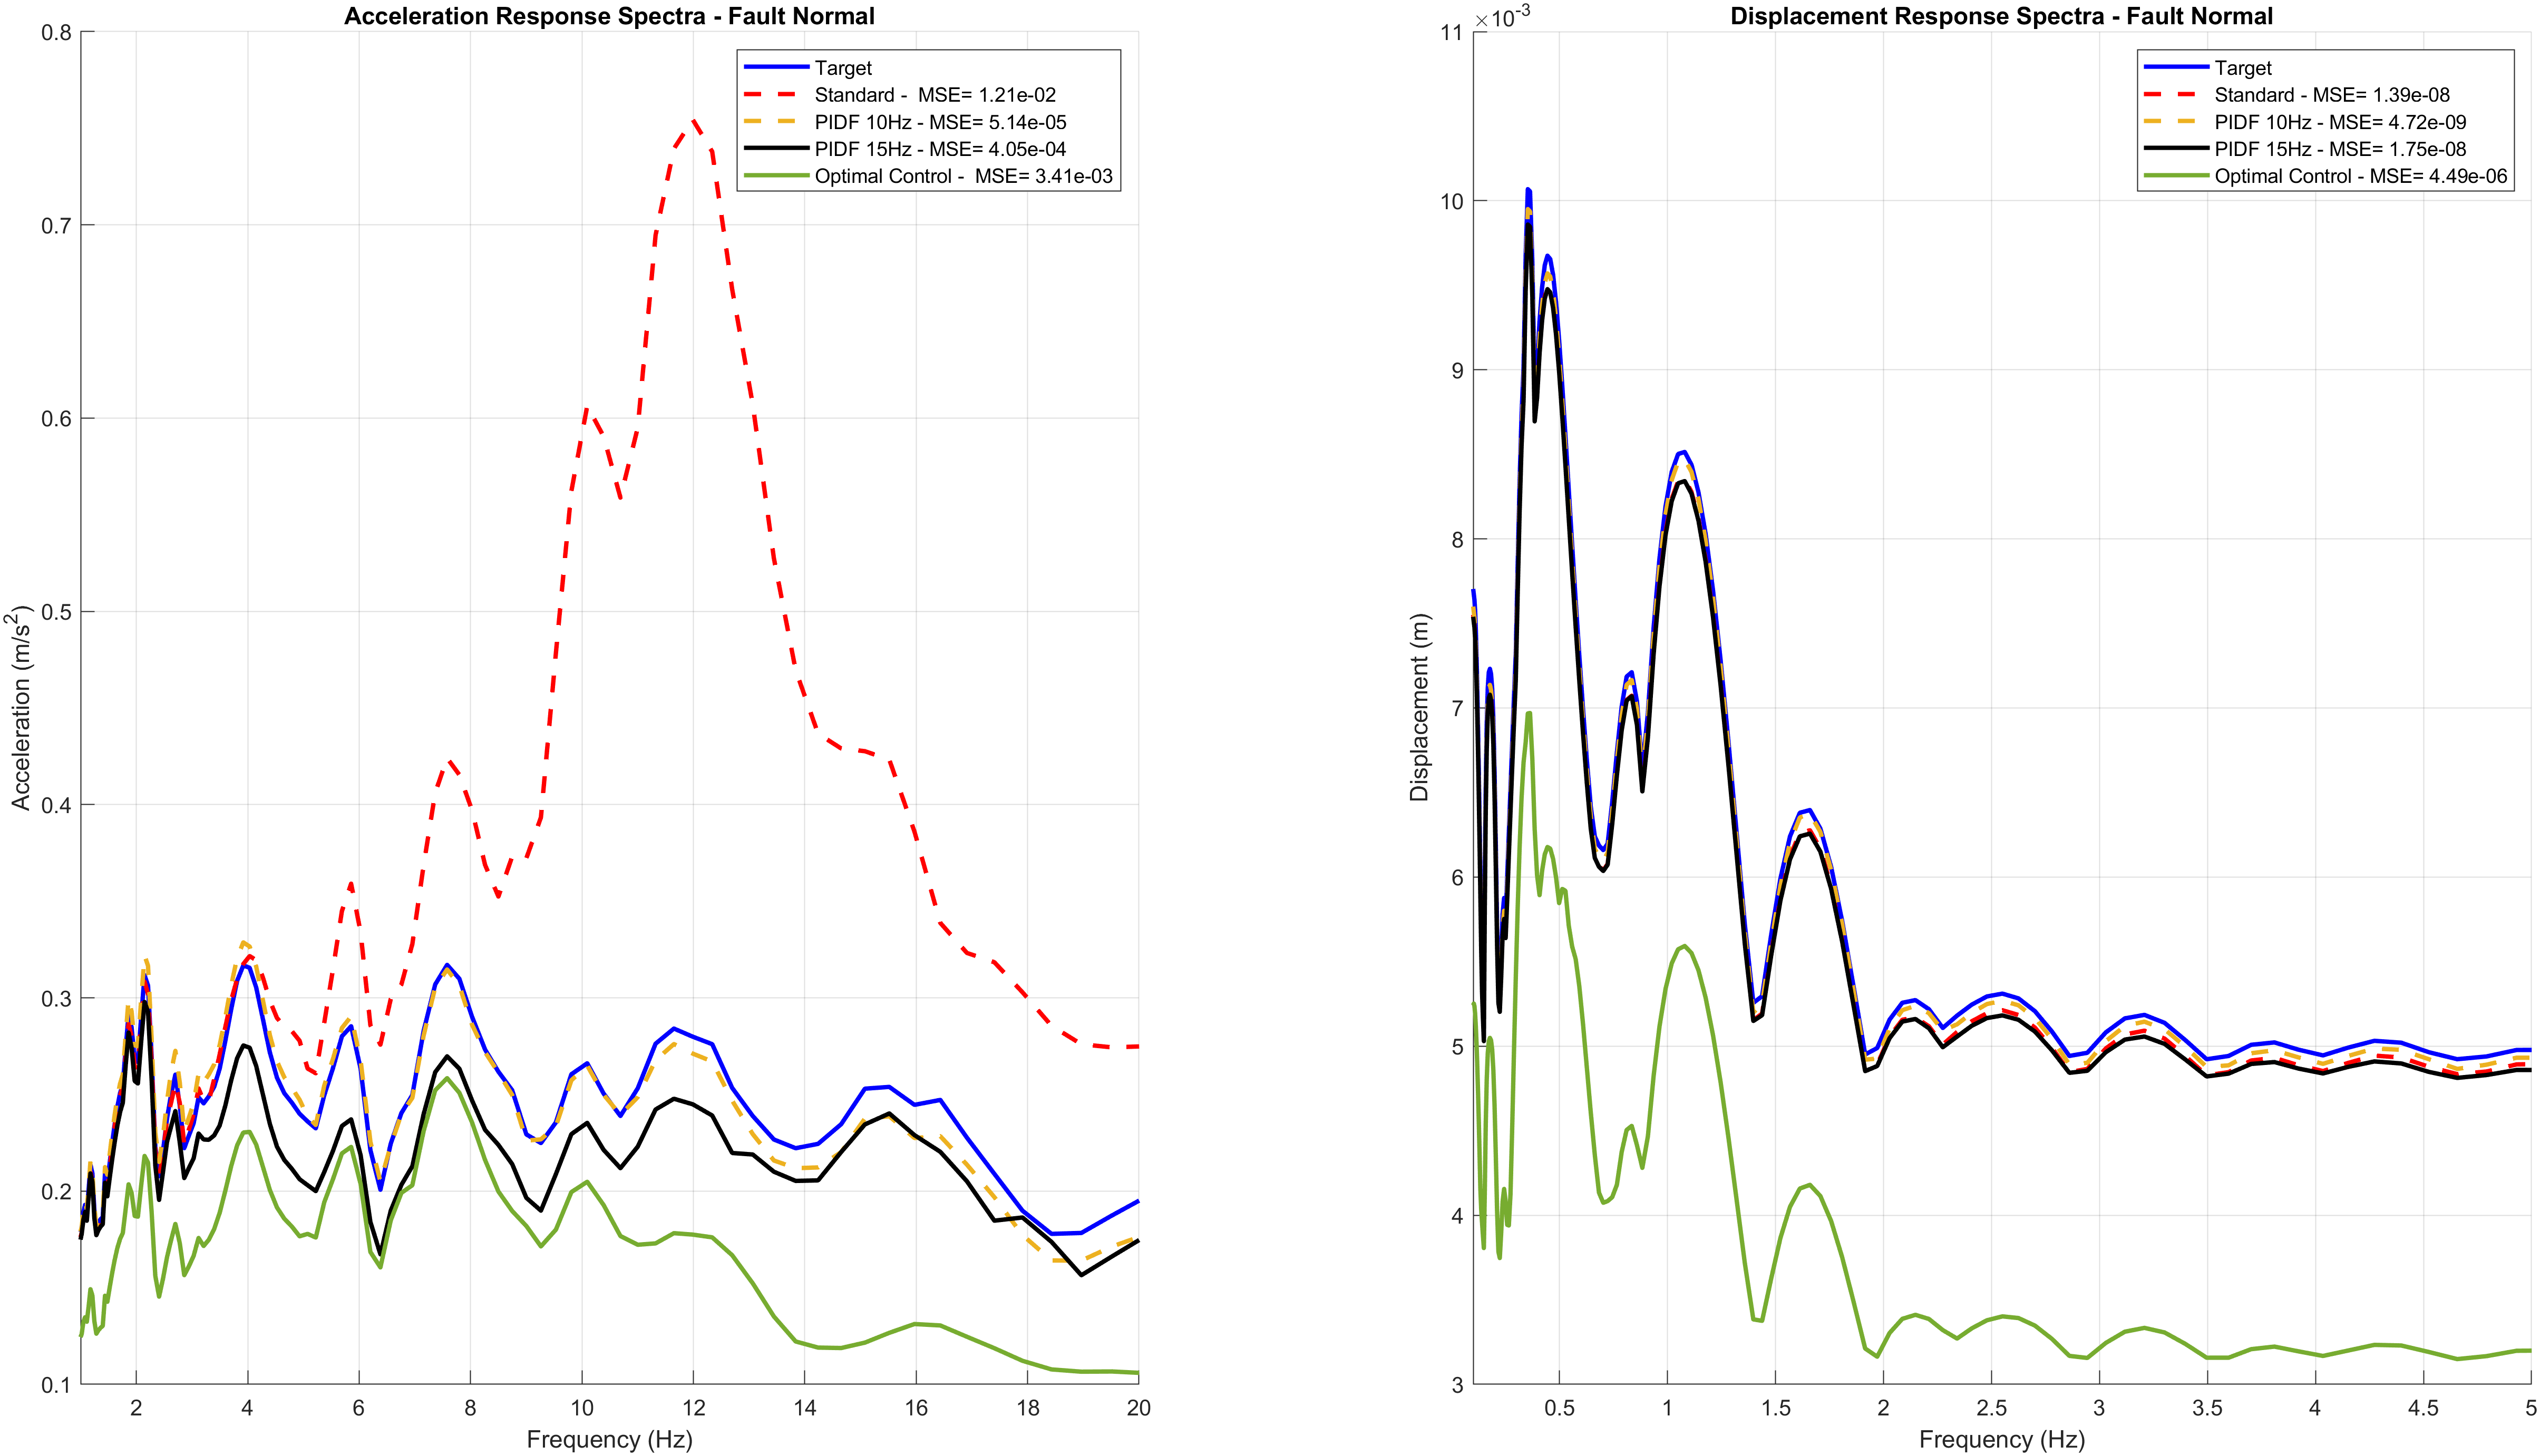 Acceleration Response Spectra - Fault Normal
0.8
0.7
0.6
0.5
0.4
0.3
0.2
0.1
Acceleration (m/s²)
2 4 6 8 10 12 14 16 18 20
Frequency (Hz)
Target
Standard -  MSE= 1.21e-02
PIDF 10Hz - MSE= 5.14e-05
PIDF 15Hz - MSE= 4.05e-04
Optimal Control -  MSE= 3.41e-03
Displacement Response Spectra - Fault Normal
×10⁻³
11
10
9
8
7
6
5
4
3
Displacement (m)
0.5 1 1.5 2 2.5 3 3.5 4 4.5 5
Frequency (Hz)
Target
Standard - MSE= 1.39e-08
PIDF 10Hz - MSE= 4.72e-09
PIDF 15Hz - MSE= 1.75e-08
Optimal Control - MSE= 4.49e-06